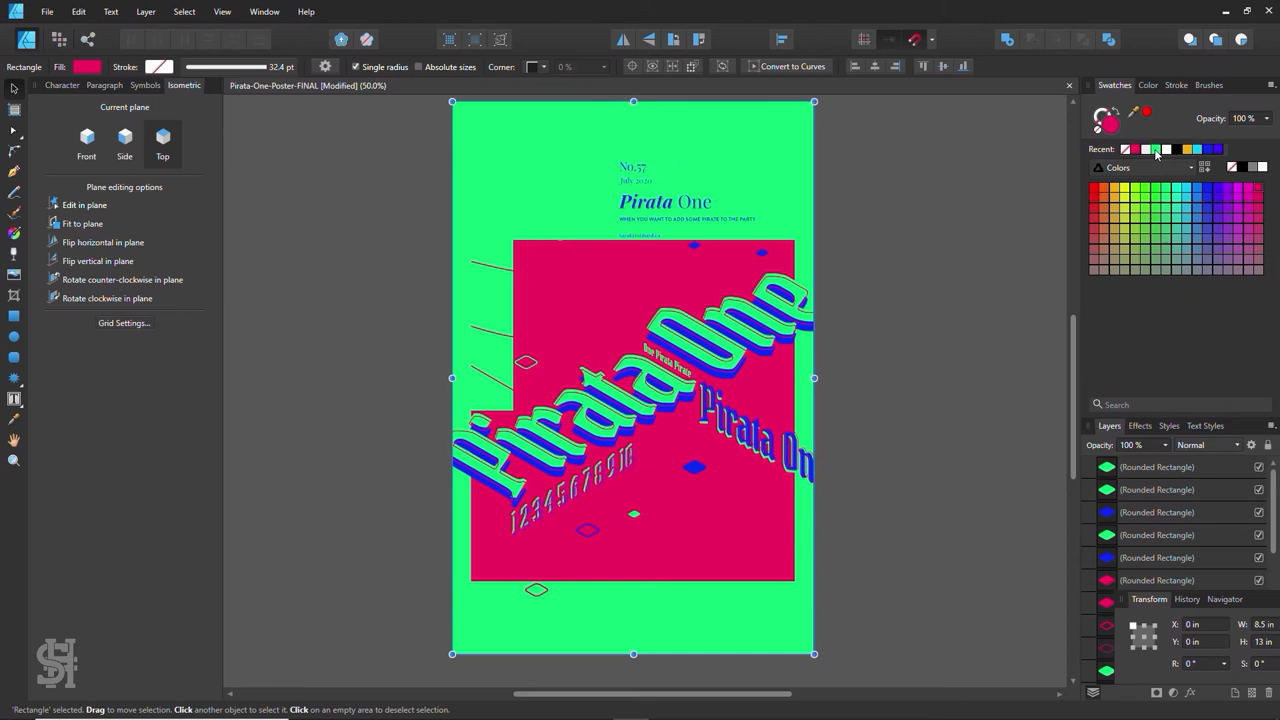 File Edit Text Layer Select View Window Help
Rectangle Fill: Stroke: 32.4 pt Single radius Absolute sizes Corner: 0 % Convert to Curves
Character Paragraph Symbols Isometric
Current plane
Front Side Top
Plane editing options
Edit in plane
Fit to plane
Flip horizontal in plane
Flip vertical in plane
Rotate counter-clockwise in plane
Rotate clockwise in plane
Grid Settings...
Pirata-One-Poster-FINAL [Modified] (50.0%)
No.57
July 2020
Pirata One
WHEN YOU WANT TO ADD SOME PIRATE TO THE PARTY
Pirata One
One Pirata Pirate
Pirata On
12345678910
Swatches Color Stroke Brushes
Opacity: 100 %
Recent:
Colors
Search
Layers Effects Styles Text Styles
Opacity: 100 % Normal
(Rounded Rectangle)
(Rounded Rectangle)
(Rounded Rectangle)
(Rounded Rectangle)
(Rounded Rectangle)
(Rounded Rectangle)
Transform History Navigator
X: 0 in W: 8.5 in
Y: 0 in H: 13 in
R: 0 ° S: 0 °
'Rectangle' selected. Drag to move selection. Click another object to select it. Click on an empty area to deselect selection.